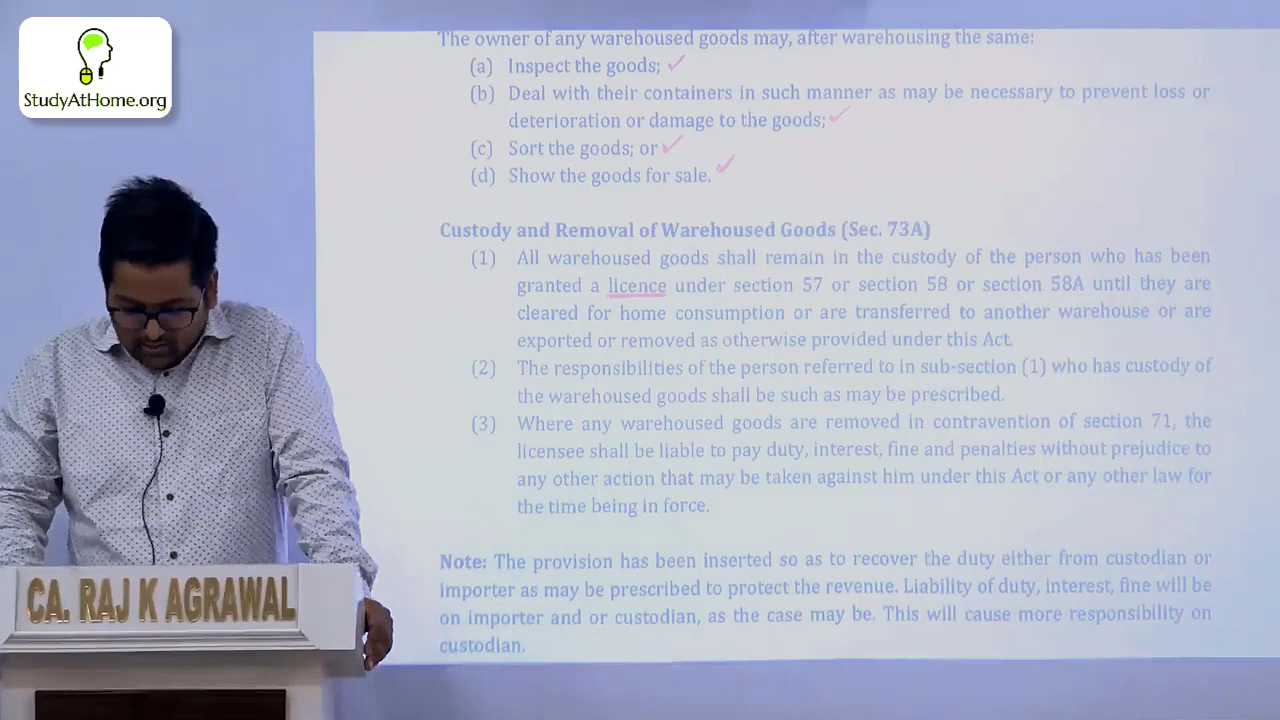 StudyAtHome.org
The owner of any warehoused goods may, after warehousing the same:
(a) Inspect the goods;
(b) Deal with their containers in such manner as may be necessary to prevent loss or
deterioration or damage to the goods;
(c) Sort the goods; or
(d) Show the goods for sale.
Custody and Removal of Warehoused Goods (Sec. 73A)
(1) All warehoused goods shall remain in the custody of the person who has been
granted a licence under section 57 or section 58 or section 58A until they are
cleared for home consumption or are transferred to another warehouse or are
exported or removed as otherwise provided under this Act.
(2) The responsibilities of the person referred to in sub-section (1) who has custody of
the warehoused goods shall be such as may be prescribed.
(3) Where any warehoused goods are removed in contravention of section 71, the
licensee shall be liable to pay duty, interest, fine and penalties without prejudice to
any other action that may be taken against him under this Act or any other law for
the time being in force.
Note: The provision has been inserted so as to recover the duty either from custodian or
importer as may be prescribed to protect the revenue. Liability of duty, interest, fine will be
on importer and or custodian, as the case may be. This will cause more responsibility on
custodian.
CA. RAJ K AGRAWAL